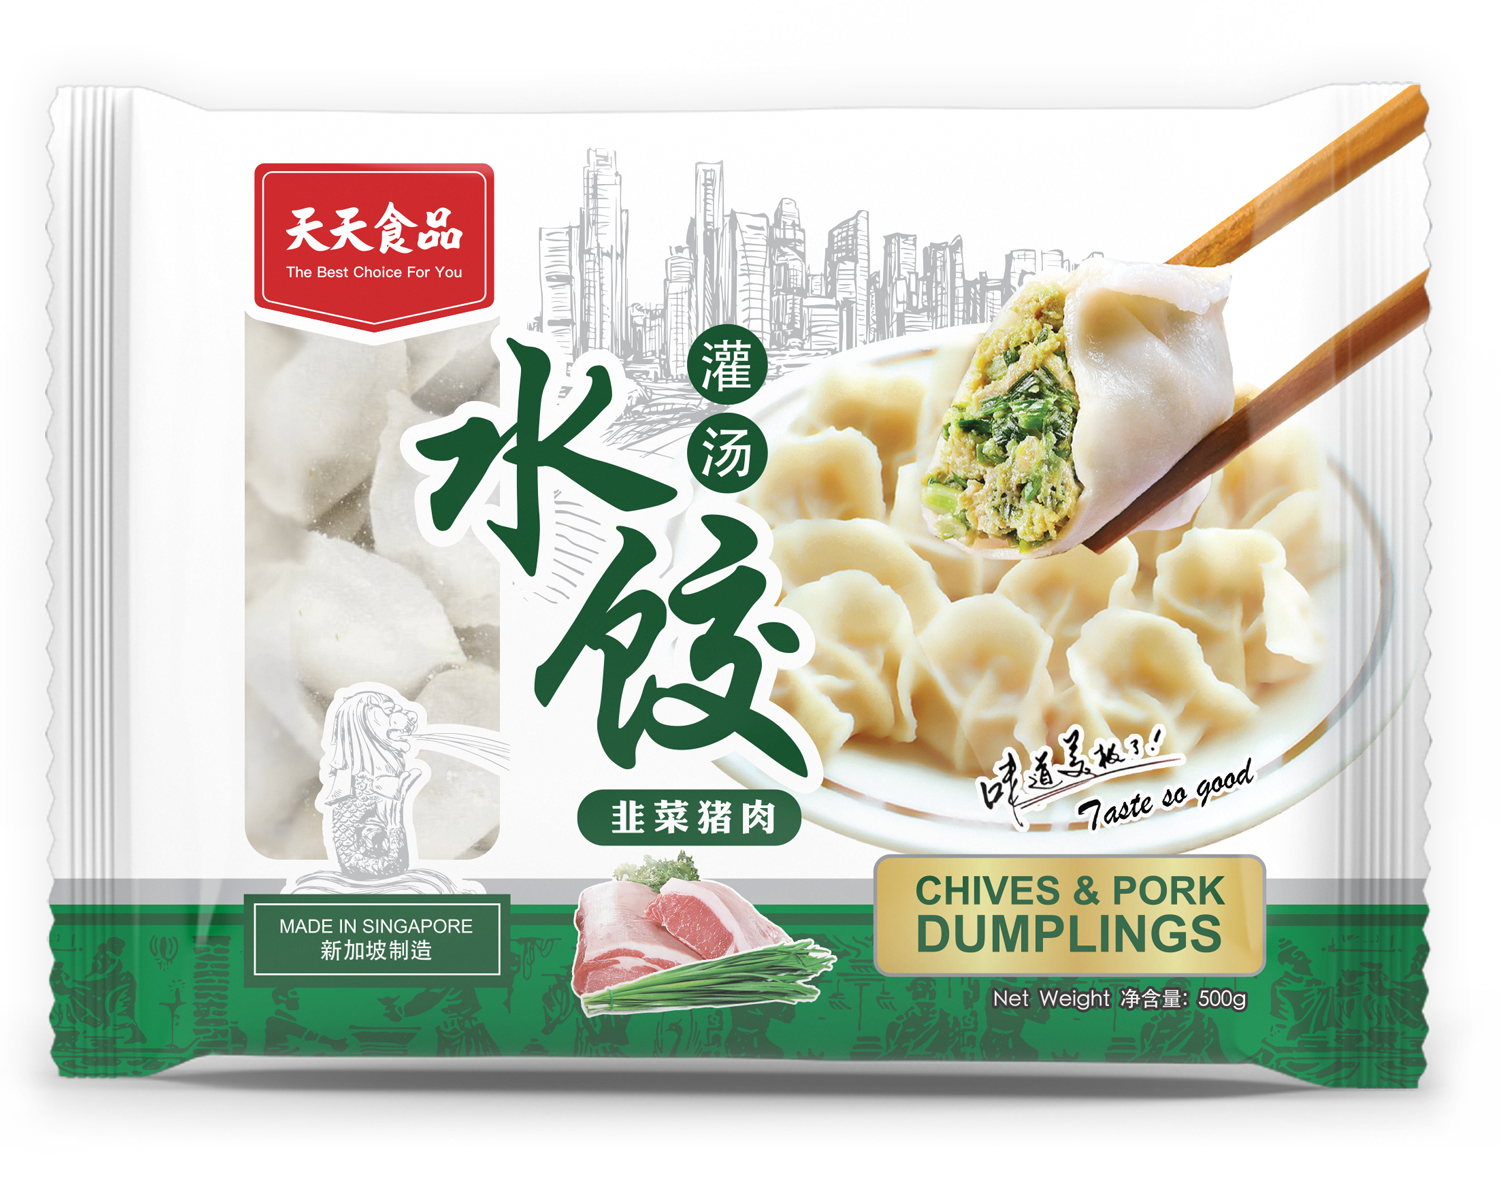 天天食品
The Best Choice For You
灌汤
水饺
韭菜猪肉
味道美极了!
Taste so good
CHIVES & PORK
DUMPLINGS
MADE IN SINGAPORE
新加坡制造
Net Weight 净含量: 500g